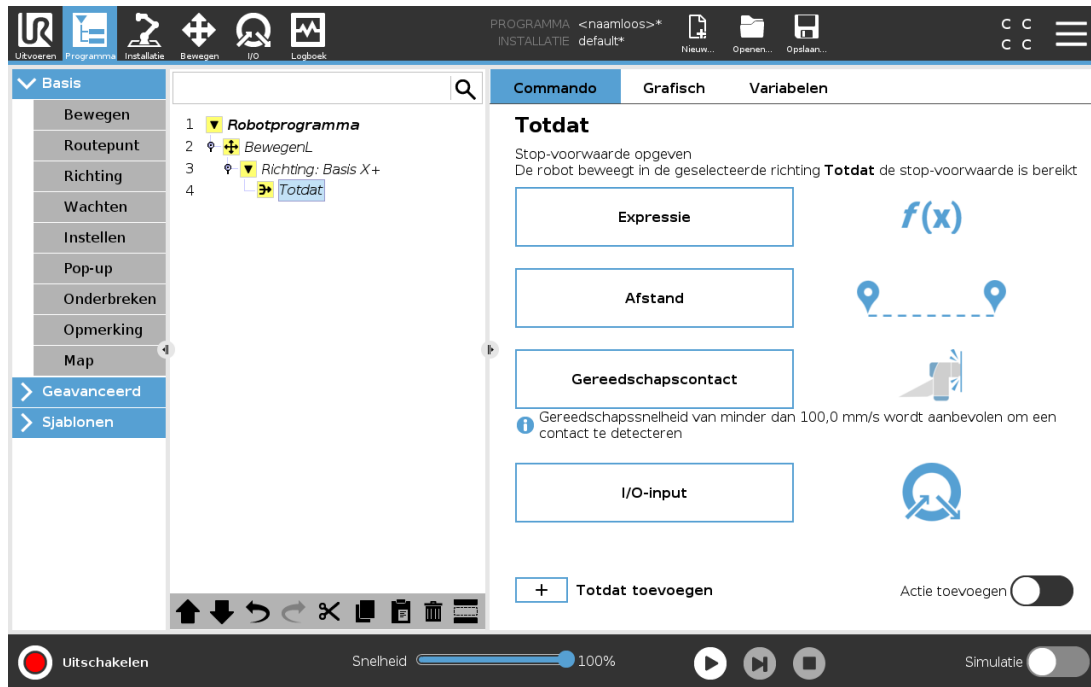 PROGRAMMA <naamloos>*
INSTALLATIE default*
Uitvoeren
Programma
Installatie
Bewegen
I/O
Logboek
Nieuw...
Openen...
Opslaan...
C C
C C
Basis
Bewegen
Routepunt
Richting
Wachten
Instellen
Pop-up
Onderbreken
Opmerking
Map
Geavanceerd
Sjablonen
1 Robotprogramma
2 BewegenL
3 Richting: Basis X+
4 Totdat
Commando
Grafisch
Variabelen
Totdat
Stop-voorwaarde opgeven
De robot beweegt in de geselecteerde richting Totdat de stop-voorwaarde is bereikt
Expressie
f(x)
Afstand
Gereedschapscontact
Gereedschapssnelheid van minder dan 100,0 mm/s wordt aanbevolen om een
contact te detecteren
I/O-input
+ Totdat toevoegen
Actie toevoegen
Uitschakelen
Snelheid
100%
Simulatie